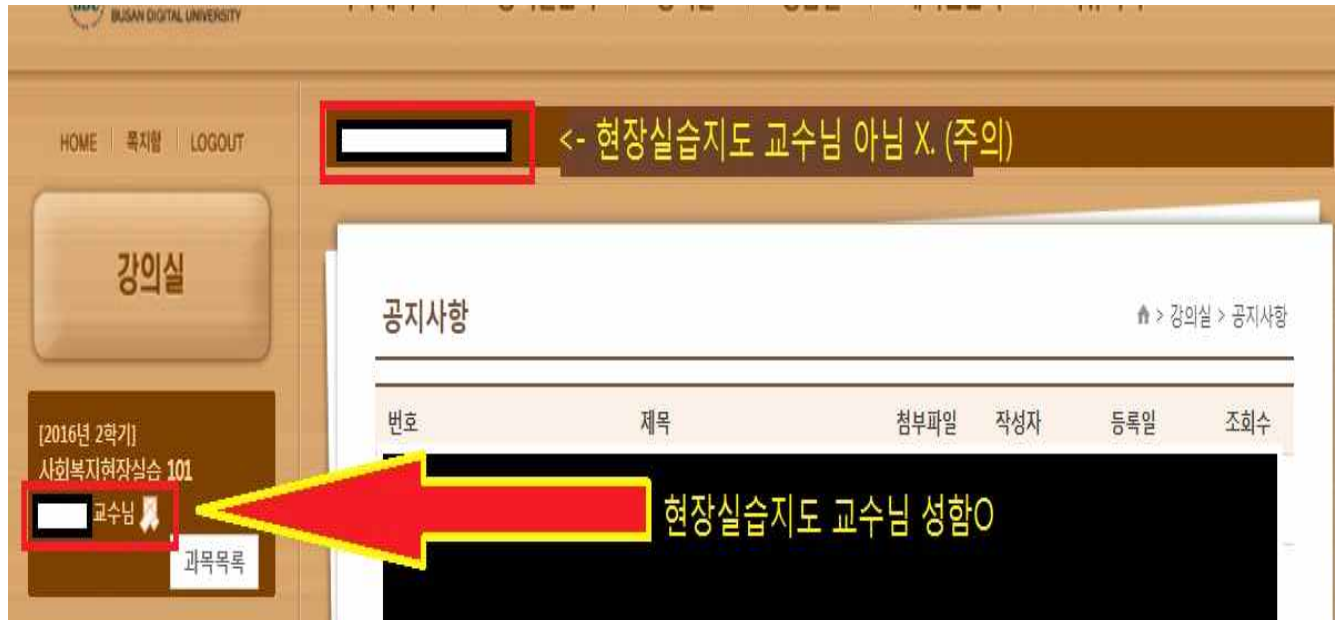 BUSAN DIGITAL UNIVERSITY
HOME | 쪽지함 | LOGOUT
<- 현장실습지도 교수님 아님 X. (주의)
강의실
공지사항
> 강의실 > 공지사항
번호 제목 첨부파일 작성자 등록일 조회수
[2016년 2학기]
사회복지현장실습 101
교수님
현장실습지도 교수님 성함O
과목목록